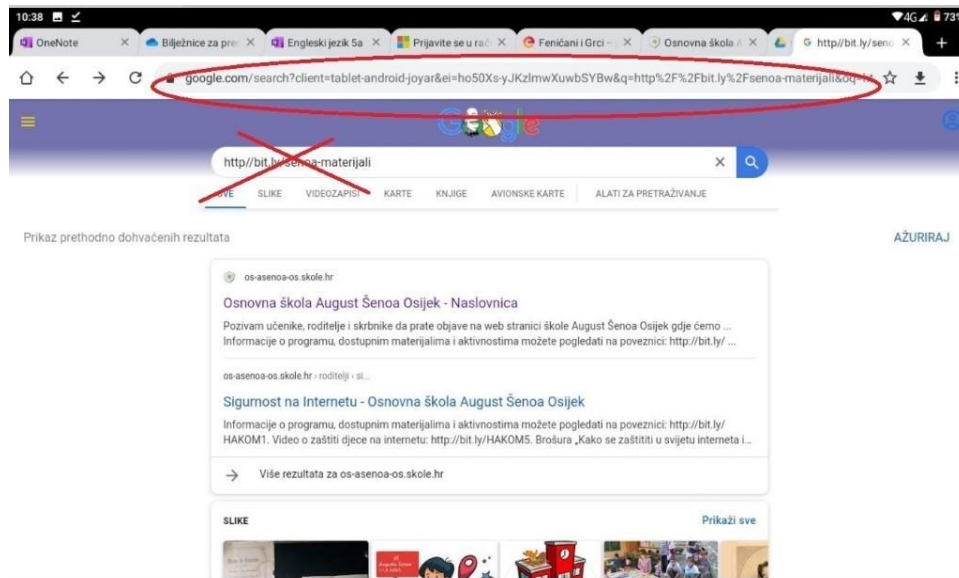 10:38 4G 73%
OneNote Bilježnice za pre Engleski jezik 5a Prijavite se u rač Feničani i Grci - Osnovna škola A http//bit.ly/seno
google.com/search?client=tablet-android-joyar&ei=ho50Xs-yJKzlmwXuwbSYBw&q=http%2F%2Fbit.ly%2Fsenoa-materijali&oq=
Google
http//bit.ly/senoa-materijali
SVE SLIKE VIDEOZAPISI KARTE KNJIGE AVIONSKE KARTE ALATI ZA PRETRAŽIVANJE
Prikaz prethodno dohvaćenih rezultata AŽURIRAJ
os-asenoa-os.skole.hr
Osnovna škola August Šenoa Osijek - Naslovnica
Pozivam učenike, roditelje i skrbnike da prate objave na web stranici škole August Šenoa Osijek gdje ćemo ...
Informacije o programu, dostupnim materijalima i aktivnostima možete pogledati na poveznici: http://bit.ly/ ...
os-asenoa-os.skole.hr › roditelji › si...
Sigurnost na Internetu - Osnovna škola August Šenoa Osijek
Informacije o programu, dostupnim materijalima i aktivnostima možete pogledati na poveznici: http://bit.ly/
HAKOM1. Video o zaštiti djece na internetu: http://bit.ly/HAKOM5. Brošura „Kako se zaštititi u svijetu interneta i...
Više rezultata za os-asenoa-os.skole.hr
SLIKE Prikaži sve